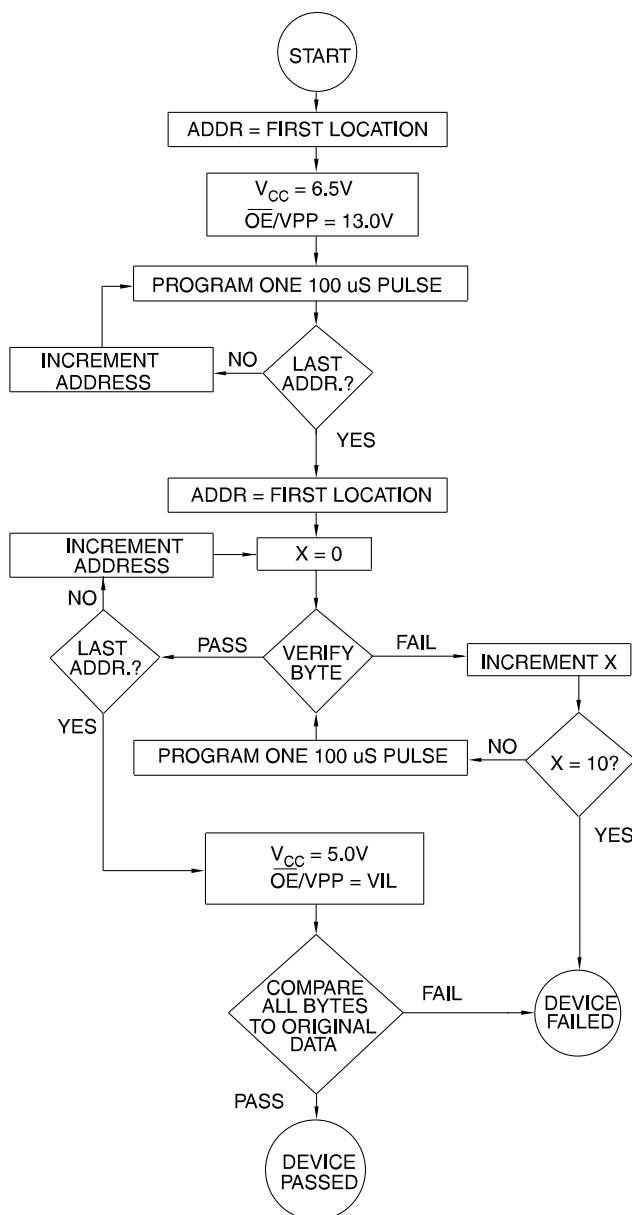 START
ADDR = FIRST LOCATION
VCC = 6.5V
OE/VPP = 13.0V
PROGRAM ONE 100 uS PULSE
INCREMENT
ADDRESS
NO
LAST
ADDR.?
YES
ADDR = FIRST LOCATION
INCREMENT
ADDRESS
X = 0
NO
LAST
ADDR.?
PASS
VERIFY
BYTE
FAIL
INCREMENT X
YES
PROGRAM ONE 100 uS PULSE
NO
X = 10?
YES
VCC = 5.0V
OE/VPP = VIL
COMPARE
ALL BYTES
TO ORIGINAL
DATA
FAIL
DEVICE
FAILED
PASS
DEVICE
PASSED